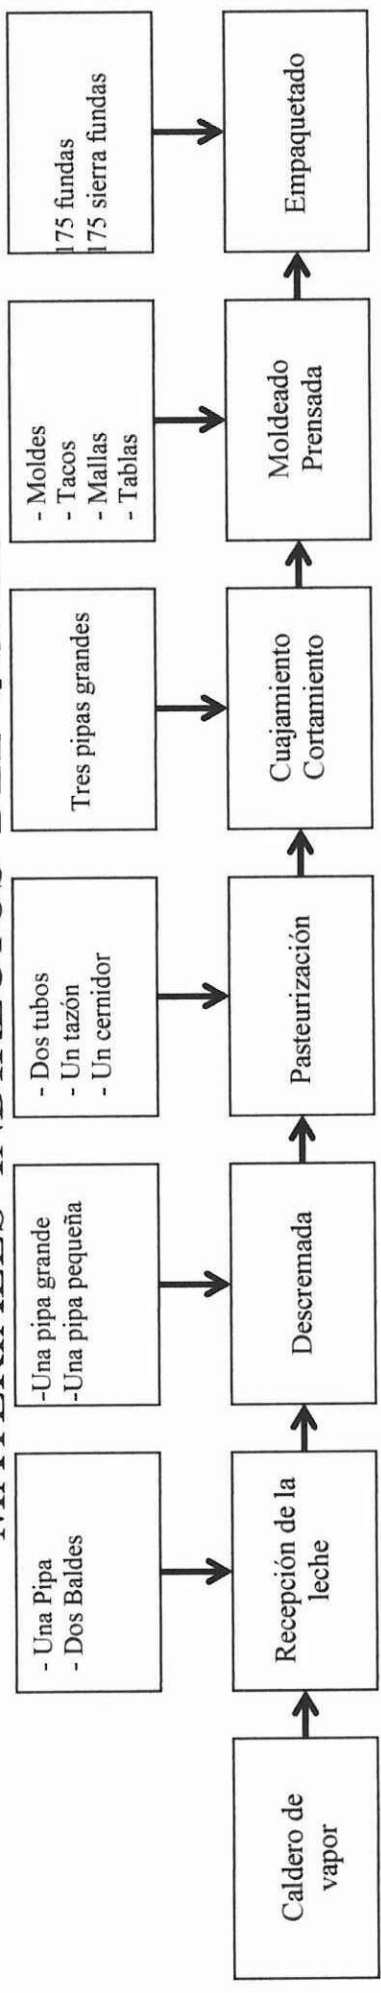 - Una Pipa
- Dos Baldes
-Una pipa grande
-Una pipa pequeña
- Dos tubos
- Un tazón
- Un cernidor
Tres pipas grandes
- Moldes
- Tacos
- Mallas
- Tablas
175 fundas
175 sierra fundas
Caldero de
vapor
Recepción de la
leche
Descremada
Pasteurización
Cuajamiento
Cortamiento
Moldeado
Prensada
Empaquetado